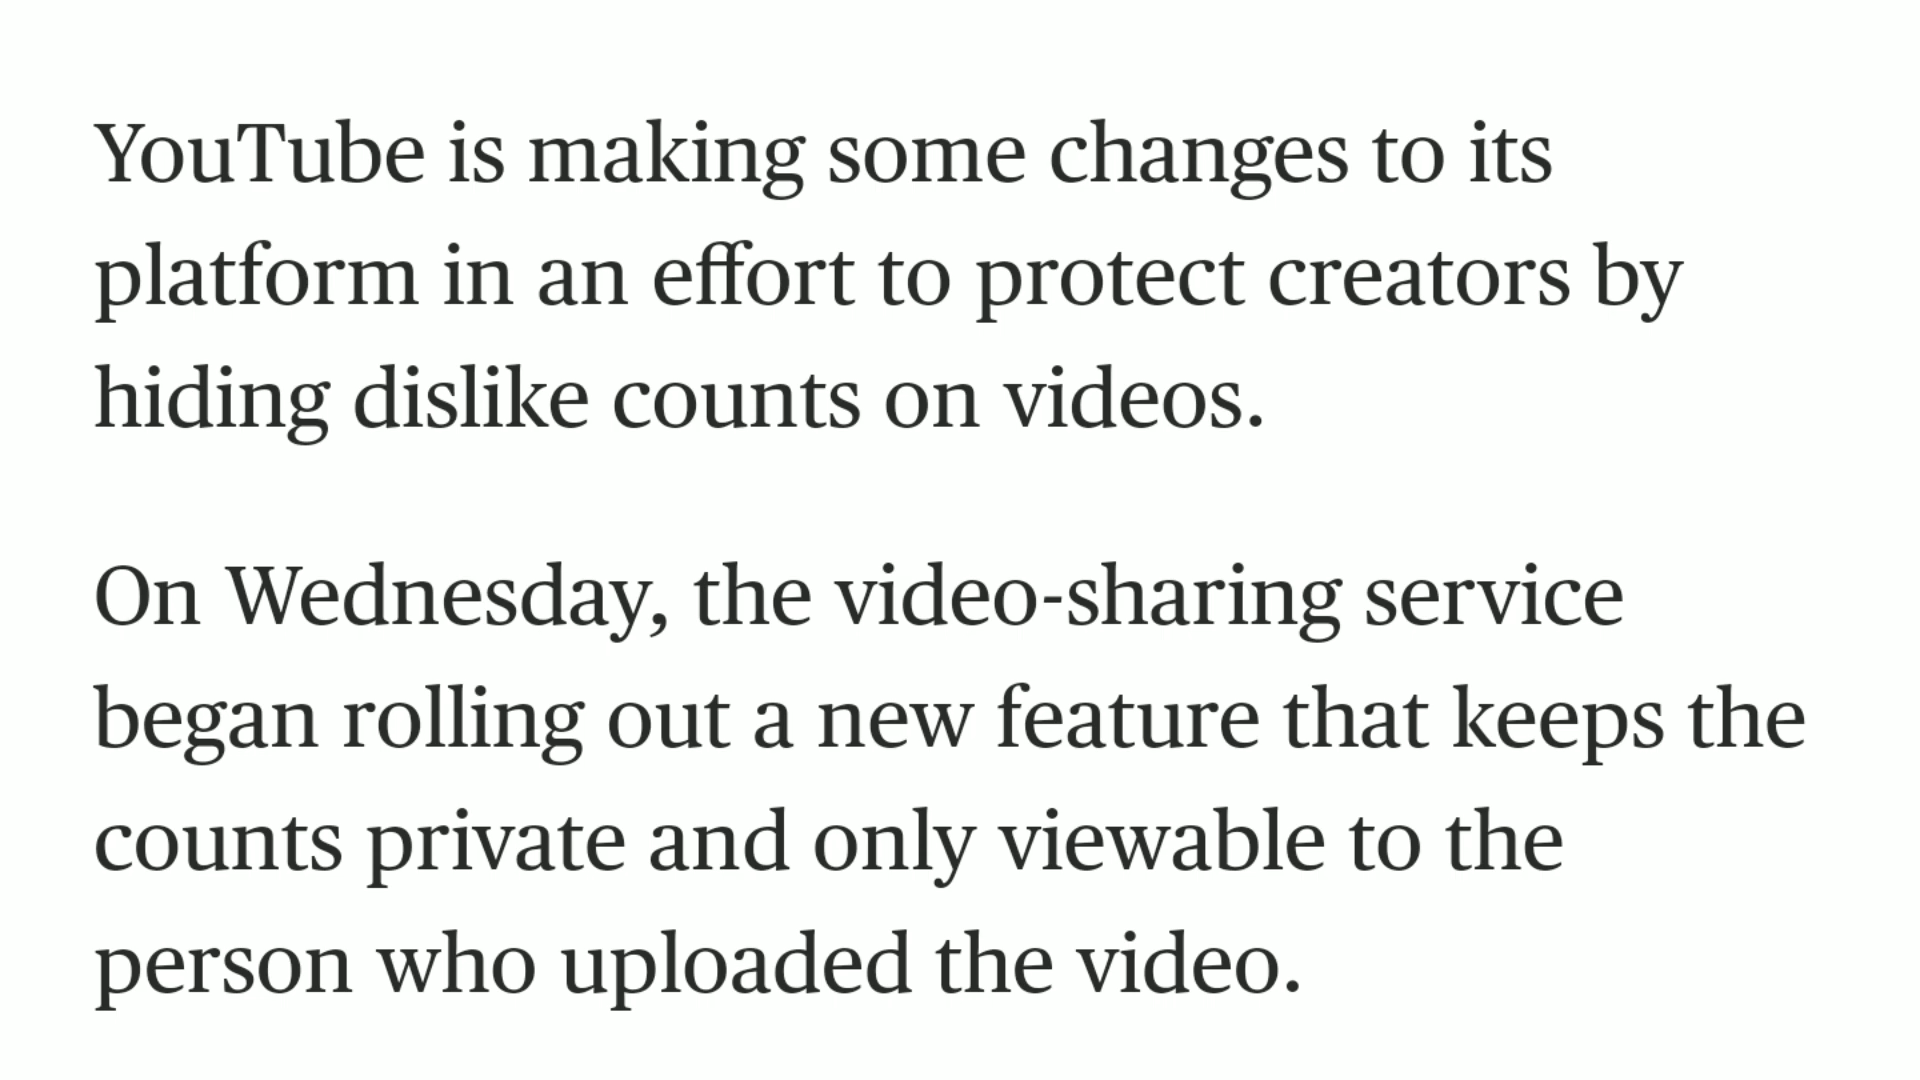 YouTube is making some changes to its
platform in an effort to protect creators by
hiding dislike counts on videos.
On Wednesday, the video-sharing service
began rolling out a new feature that keeps the
counts private and only viewable to the
person who uploaded the video.